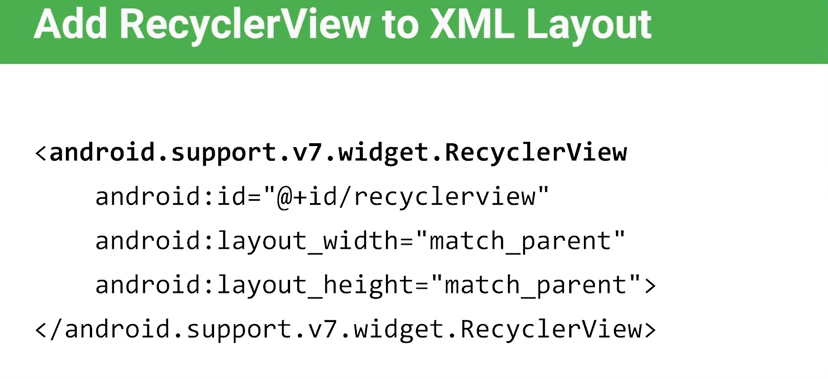 Add RecyclerView to XML Layout
<android.support.v7.widget.RecyclerView
    android:id="@+id/recyclerview"
    android:layout_width="match_parent"
    android:layout_height="match_parent">
</android.support.v7.widget.RecyclerView>